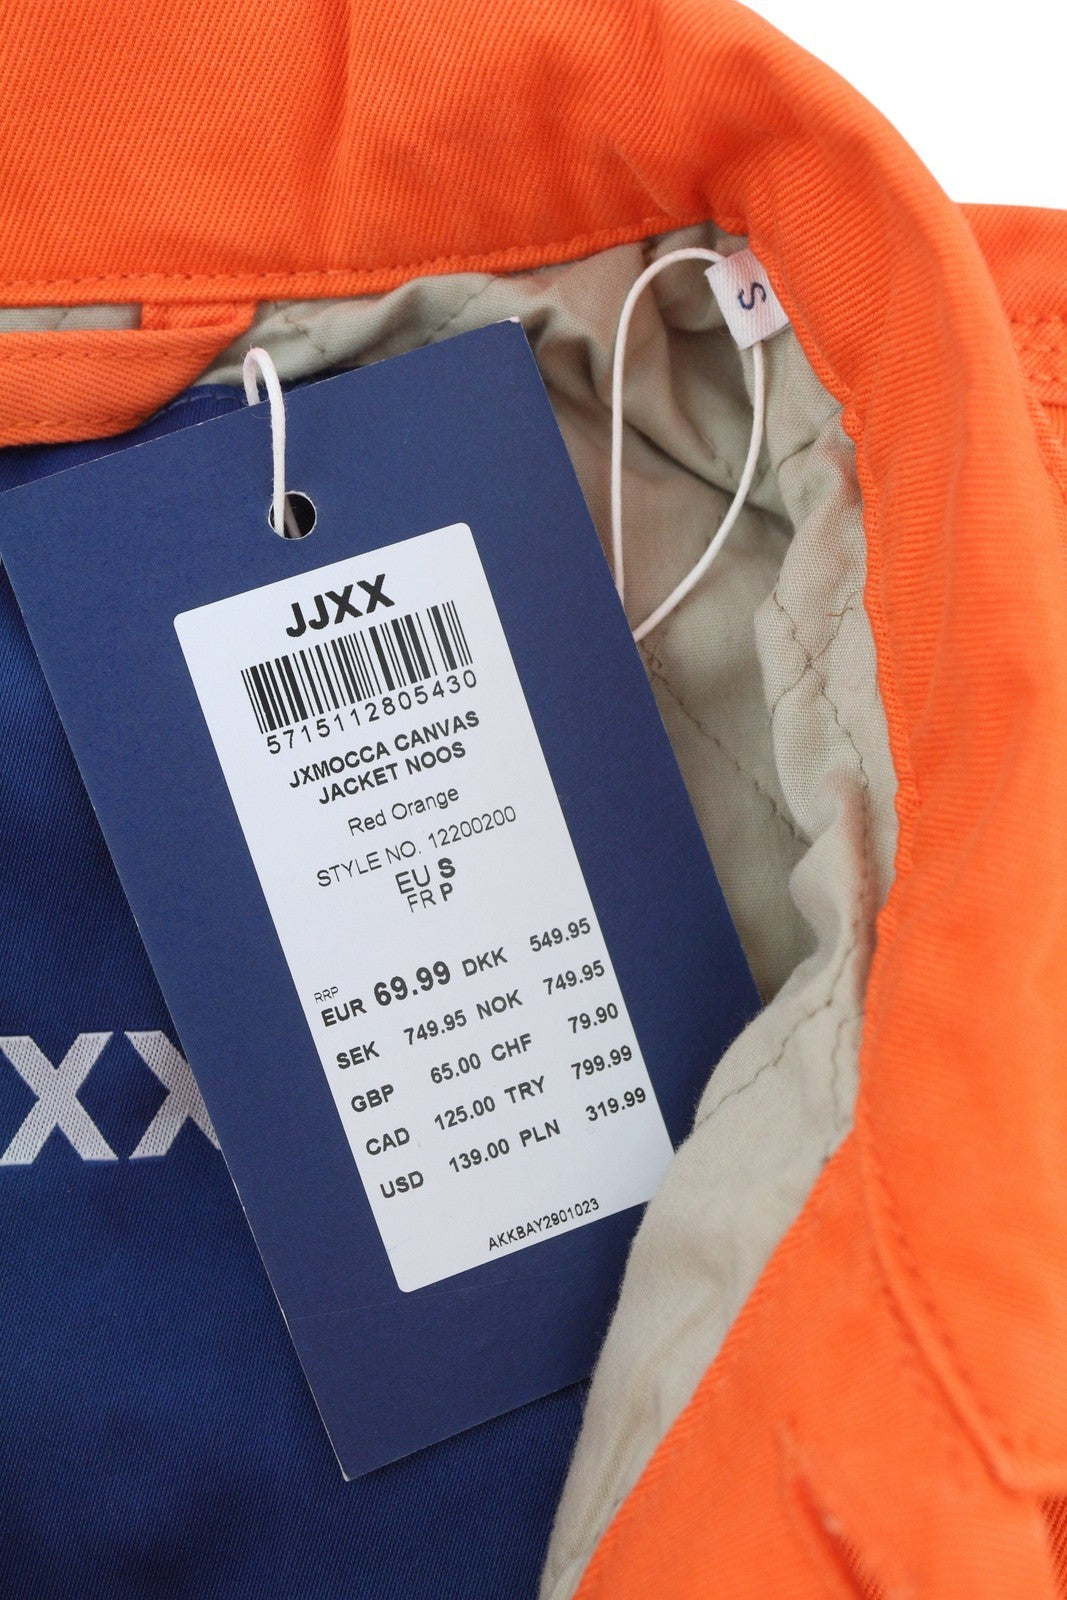 S
JJXX
5715112805430
JXMOCCA CANVAS
JACKET NOOS
Red Orange
STYLE NO. 12200200
EU S
FR P
RRP
EUR 69.99 DKK 549.95
SEK 749.95 NOK 749.95
GBP 65.00 CHF 79.90
CAD 125.00 TRY 799.99
USD 139.00 PLN 319.99
AKKBAY2901023
XX